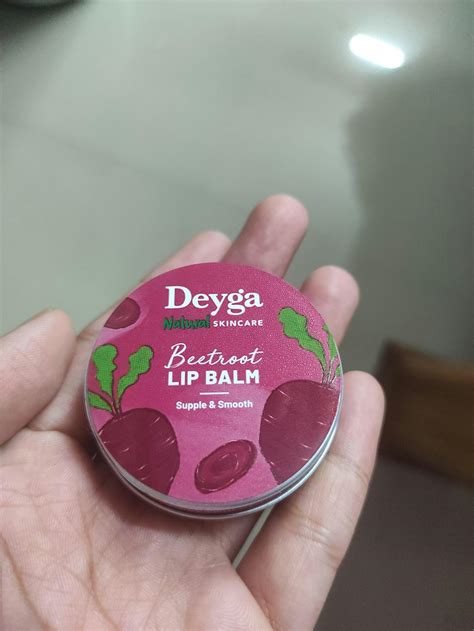 Deyga
Natural SKINCARE
Beetroot
LIP BALM
Supple & Smooth